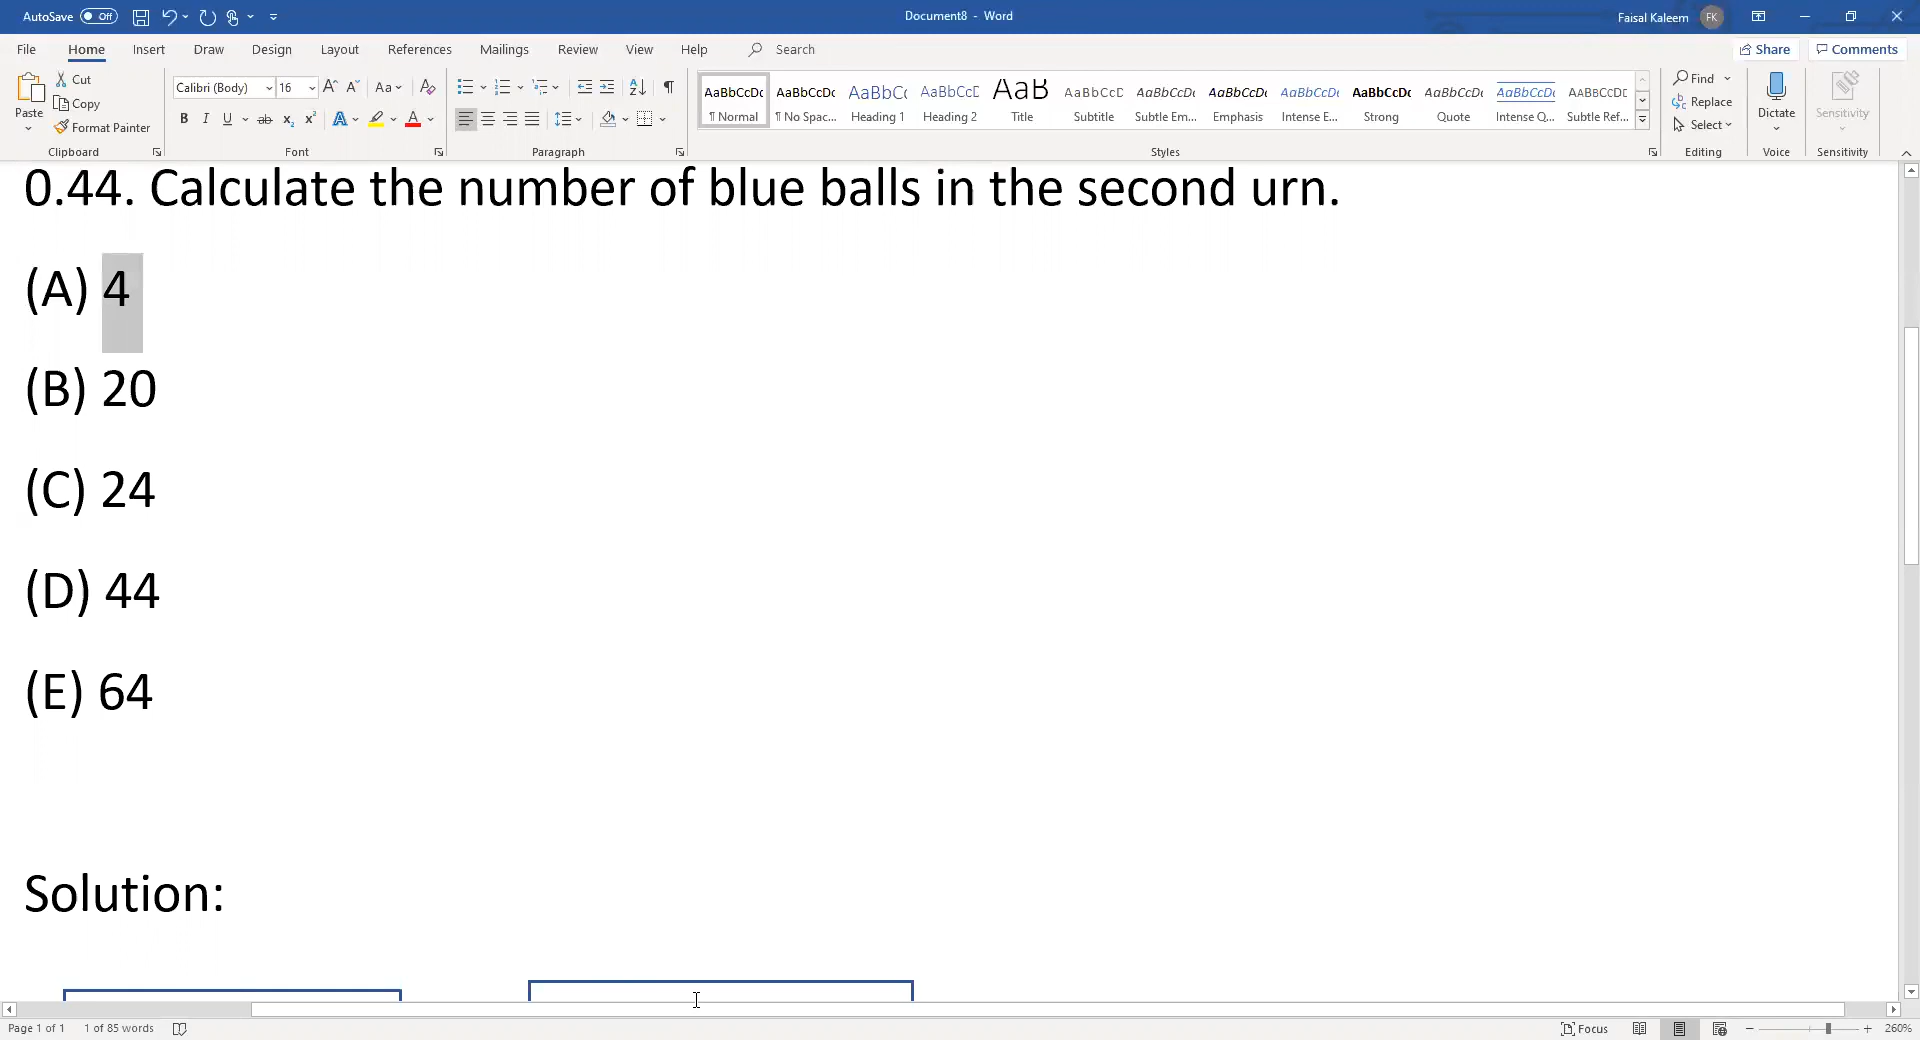 AutoSave Off
Document8 - Word
Faisal Kaleem FK
File Home Insert Draw Design Layout References Mailings Review View Help Search
Share Comments
Paste
Cut
Copy
Format Painter
Clipboard
Calibri (Body) 16
Font
Paragraph
AaBbCcDc AaBbCcDc AaBbCc AaBbCcD AaB AaBbCcD AaBbCcDc AaBbCcDc AaBbCcDc AaBbCcDc AaBbCcDc AaBbCcDc AABBCCDE
¶ Normal ¶ No Spac... Heading 1 Heading 2 Title Subtitle Subtle Em... Emphasis Intense E... Strong Quote Intense Q... Subtle Ref...
Styles
Find
Replace
Select
Editing
Dictate
Voice
Sensitivity
Sensitivity
0.44. Calculate the number of blue balls in the second urn.
(A) 4
(B) 20
(C) 24
(D) 44
(E) 64
Solution:
Page 1 of 1 1 of 85 words
Focus
260%